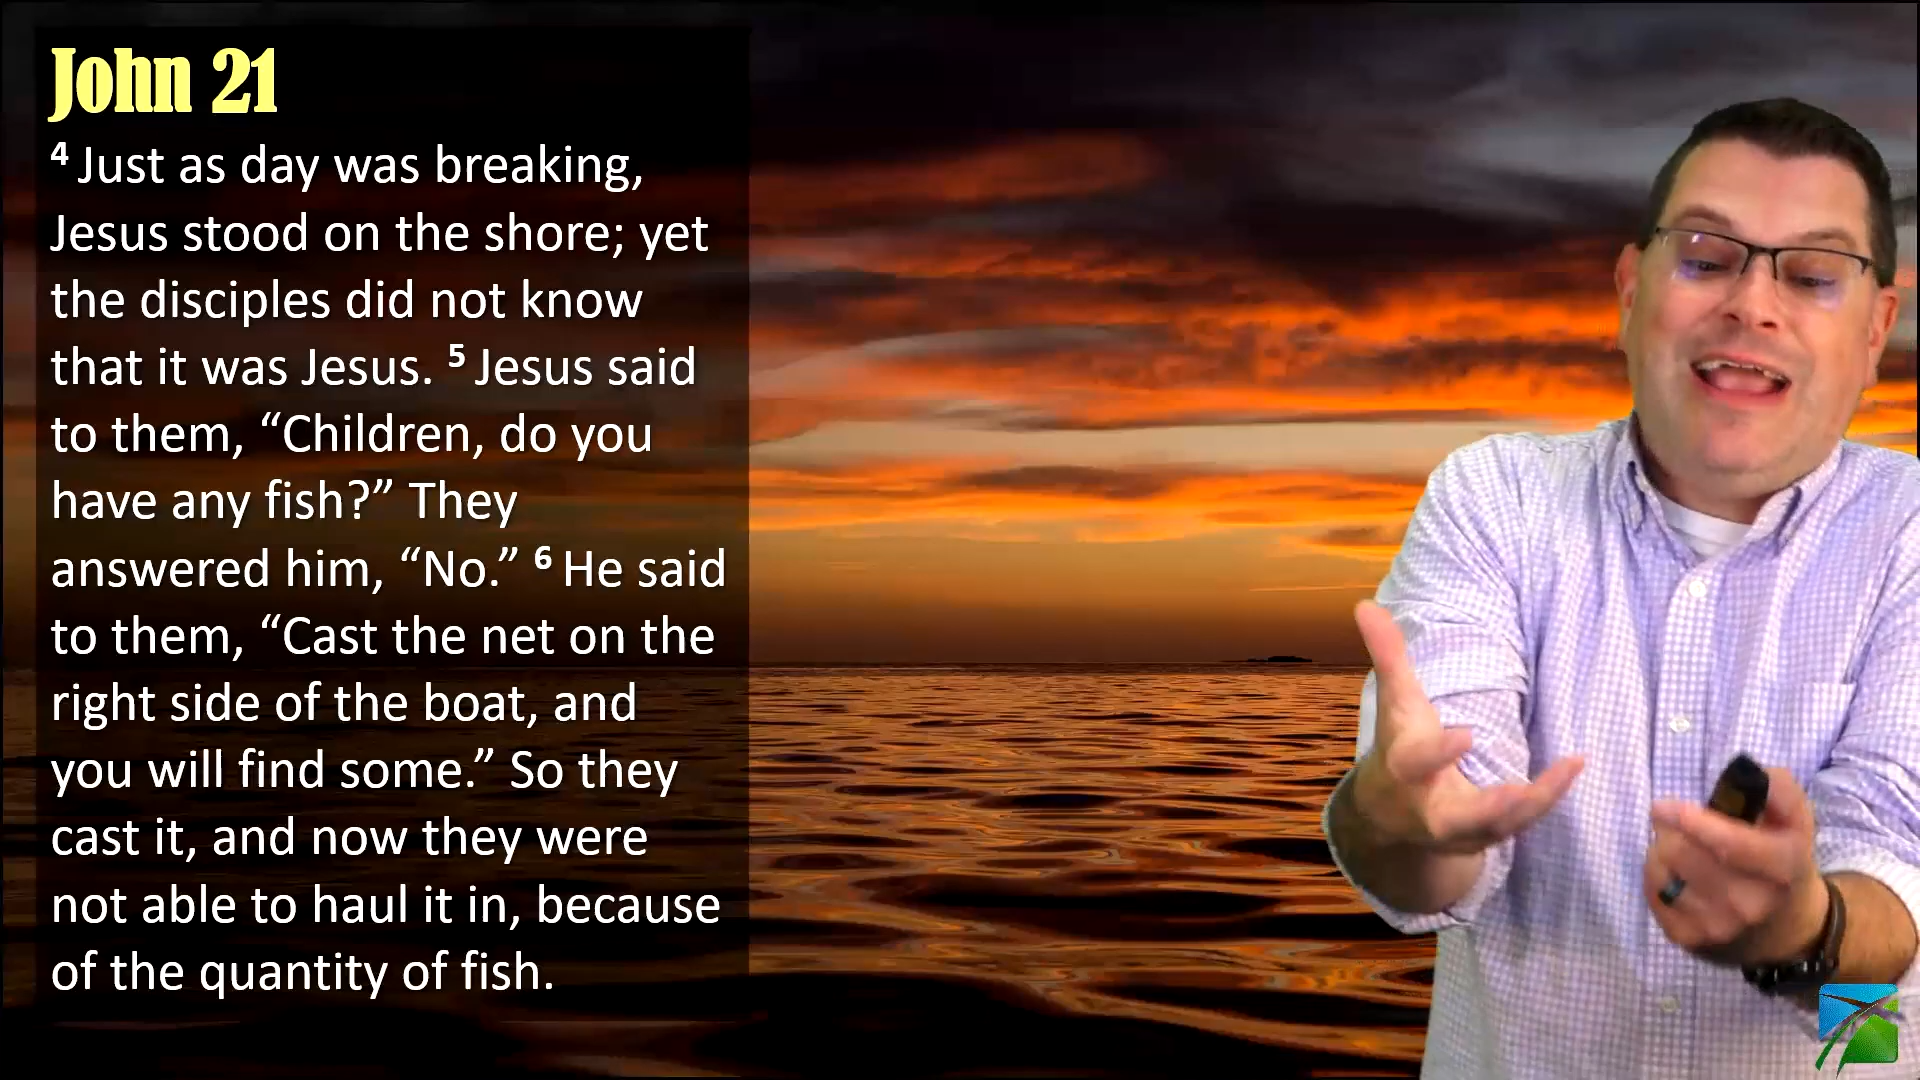 John 21
⁴ Just as day was breaking,
Jesus stood on the shore; yet
the disciples did not know
that it was Jesus. ⁵ Jesus said
to them, “Children, do you
have any fish?” They
answered him, “No.” ⁶ He said
to them, “Cast the net on the
right side of the boat, and
you will find some.” So they
cast it, and now they were
not able to haul it in, because
of the quantity of fish.